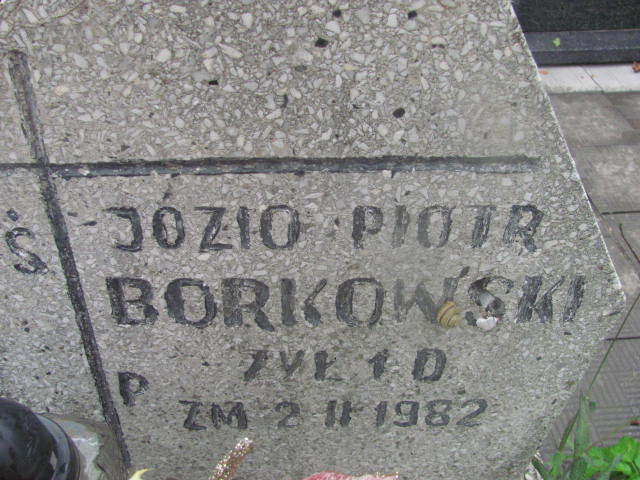 Ś
JÓZIO PIOTR
BORKOWSKI
ŻYŁ 1 D
P
ZM 2 II 1982